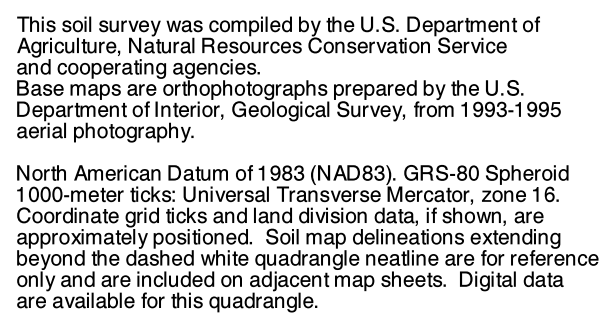 This soil survey was compiled by the U.S. Department of
Agriculture, Natural Resources Conservation Service
and cooperating agencies.
Base maps are orthophotographs prepared by the U.S.
Department of Interior, Geological Survey, from 1993-1995
aerial photography.

North American Datum of 1983 (NAD83). GRS-80 Spheroid
1000-meter ticks: Universal Transverse Mercator, zone 16.
Coordinate grid ticks and land division data, if shown, are
approximately positioned.  Soil map delineations extending
beyond the dashed white quadrangle neatline are for reference
only and are included on adjacent map sheets.  Digital data
are available for this quadrangle.